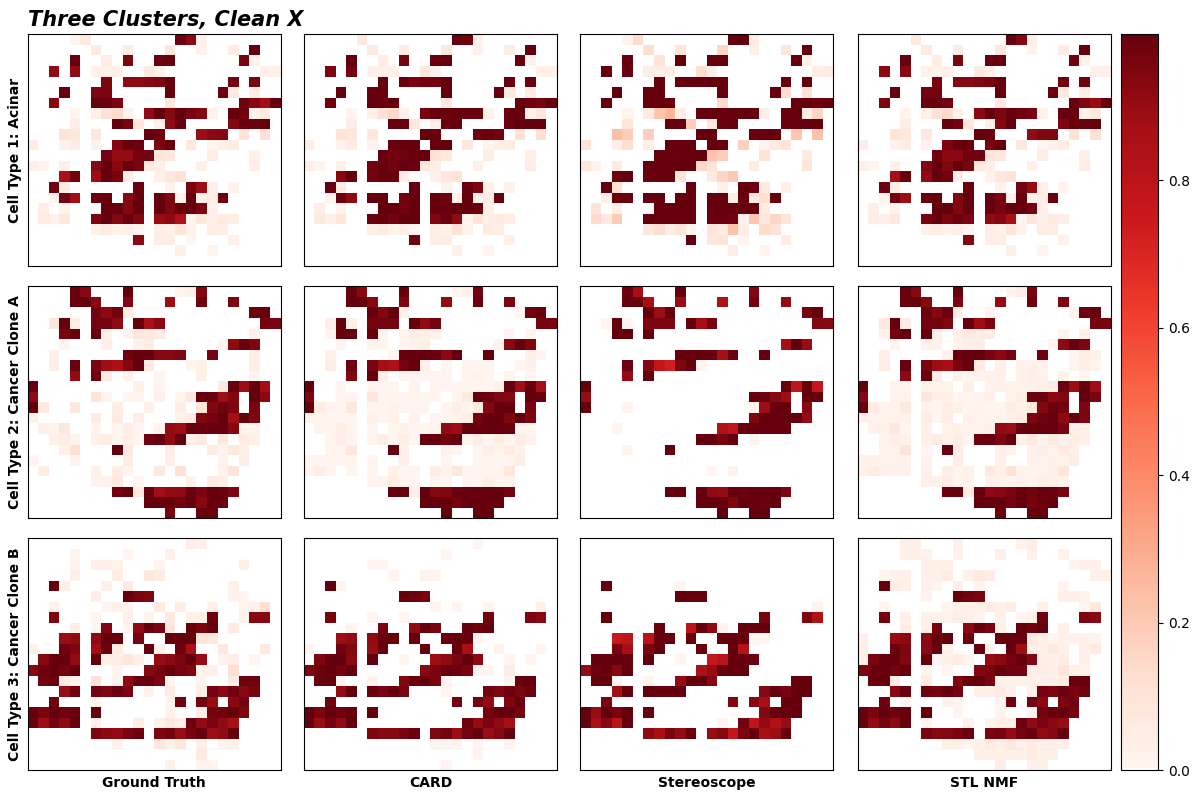 Three Clusters, Clean X
Cell Type 1: Acinar
Cell Type 2: Cancer Clone A
Cell Type 3: Cancer Clone B
0.8
0.6
0.4
0.2
0.0
Ground Truth
CARD
Stereoscope
STL NMF